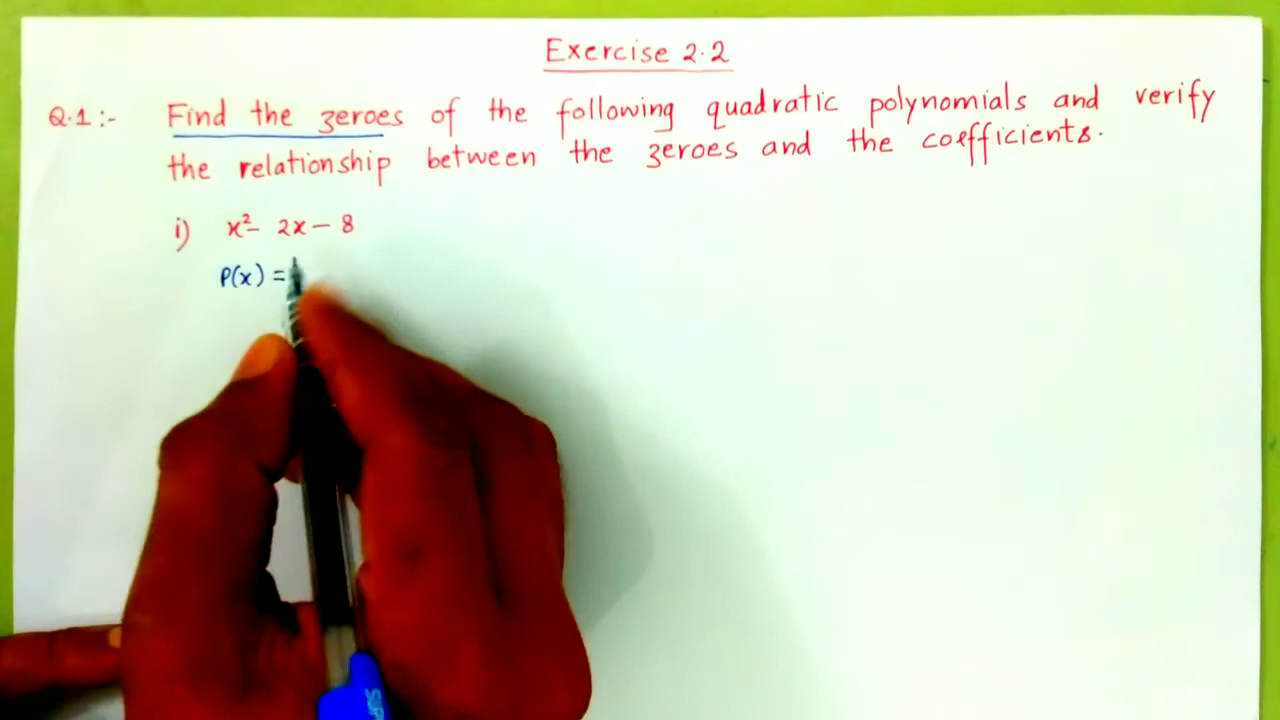 Exercise 2.2
Q.1:- Find the zeroes of the following quadratic polynomials and verify
the relationship between the zeroes and the coefficients.
i) x² - 2x - 8
P(x) =